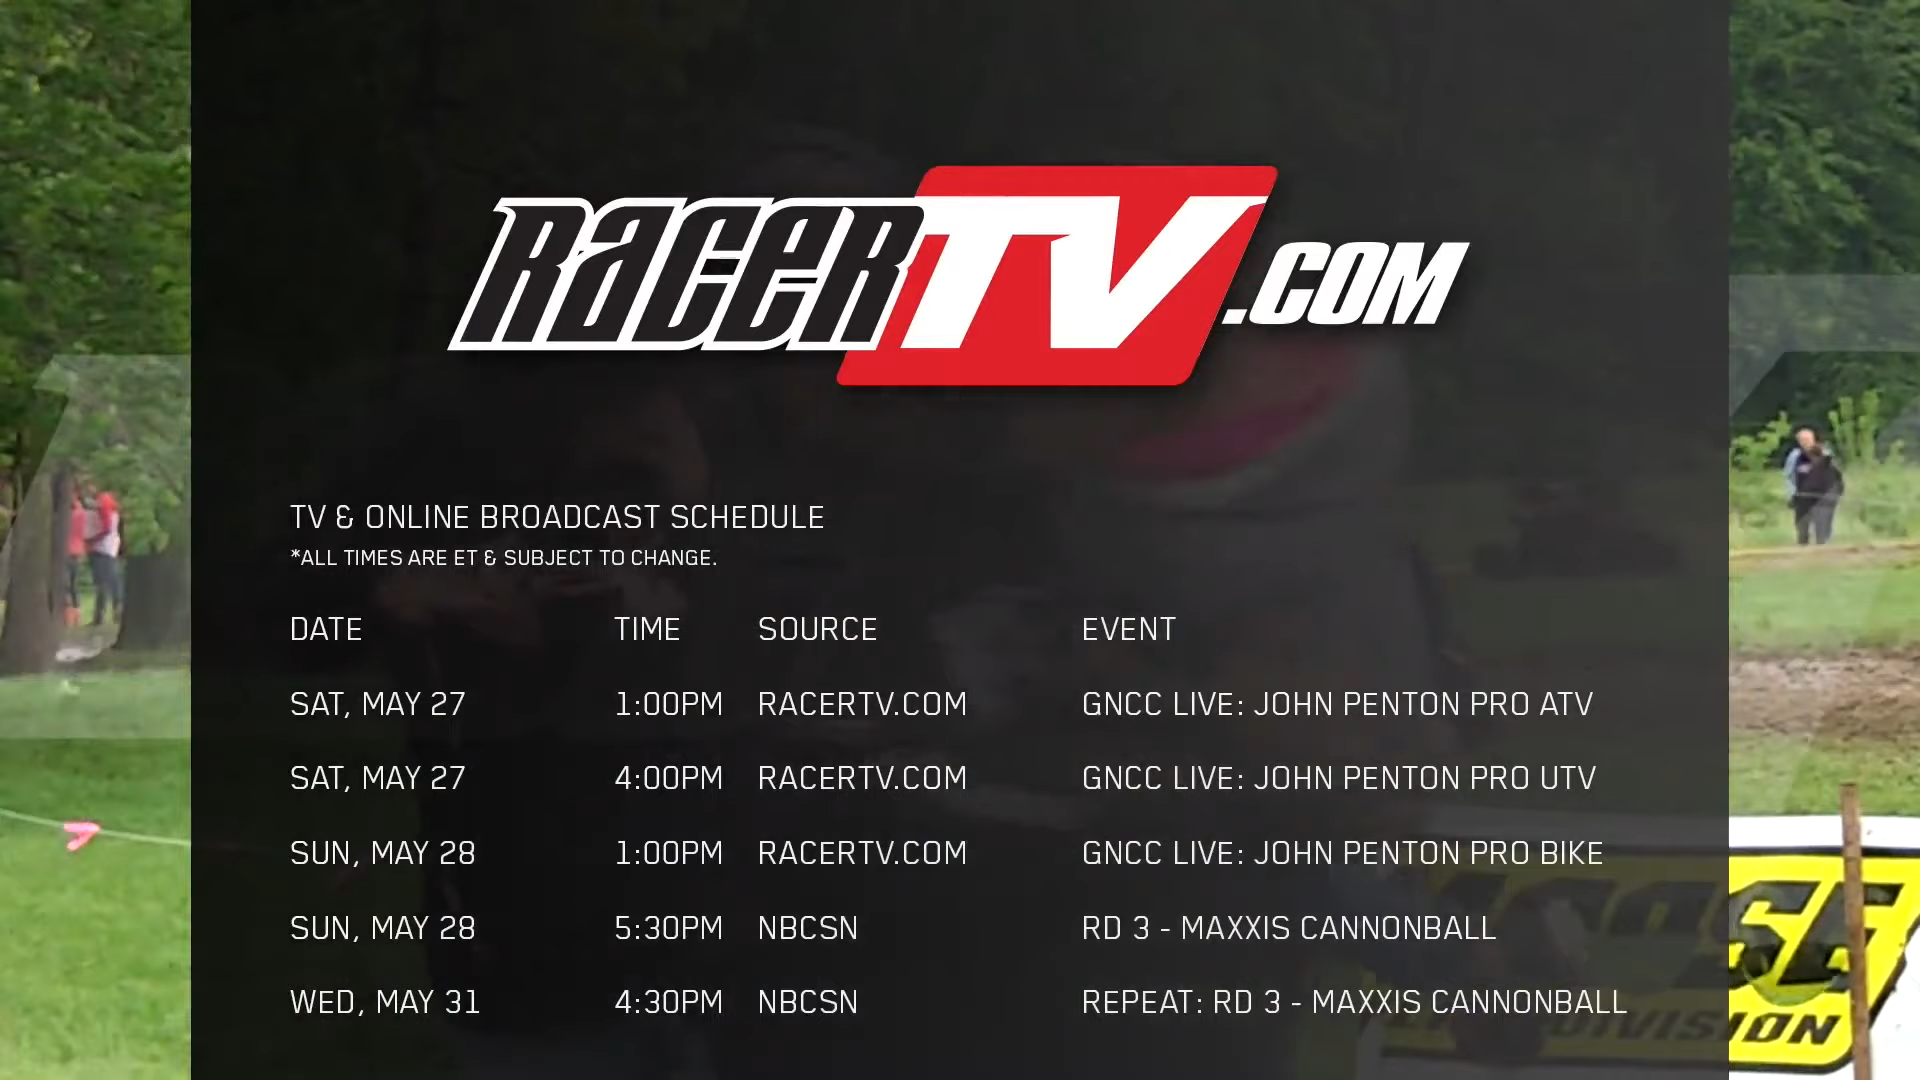 RACERTV.COM
TV & ONLINE BROADCAST SCHEDULE
*ALL TIMES ARE ET & SUBJECT TO CHANGE.
DATE TIME SOURCE EVENT
SAT, MAY 27 1:00PM RACERTV.COM GNCC LIVE: JOHN PENTON PRO ATV
SAT, MAY 27 4:00PM RACERTV.COM GNCC LIVE: JOHN PENTON PRO UTV
SUN, MAY 28 1:00PM RACERTV.COM GNCC LIVE: JOHN PENTON PRO BIKE
SUN, MAY 28 5:30PM NBCSN RD 3 - MAXXIS CANNONBALL
WED, MAY 31 4:30PM NBCSN REPEAT: RD 3 - MAXXIS CANNONBALL
DIVISION